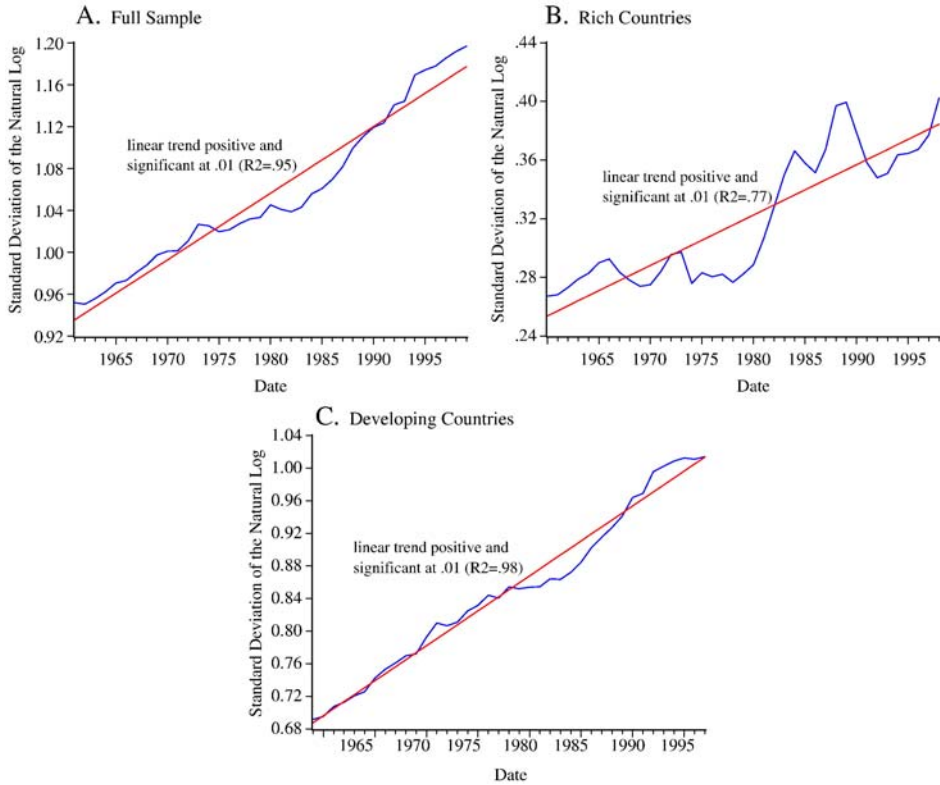 A. Full Sample
Standard Deviation of the Natural Log
1.20
1.16
1.12
1.08
1.04
1.00
0.96
0.92
linear trend positive and
significant at .01 (R2=.95)
1965 1970 1975 1980 1985 1990 1995
Date
B. Rich Countries
Standard Deviation of the Natural Log
.44
.40
.36
.32
.28
.24
linear trend positive and
significant at .01 (R2=.77)
1965 1970 1975 1980 1985 1990 1995
Date
C. Developing Countries
Standard Deviation of the Natural Log
1.04
1.00
0.96
0.92
0.88
0.84
0.80
0.76
0.72
0.68
linear trend positive and
significant at .01 (R2=.98)
1965 1970 1975 1980 1985 1990 1995
Date